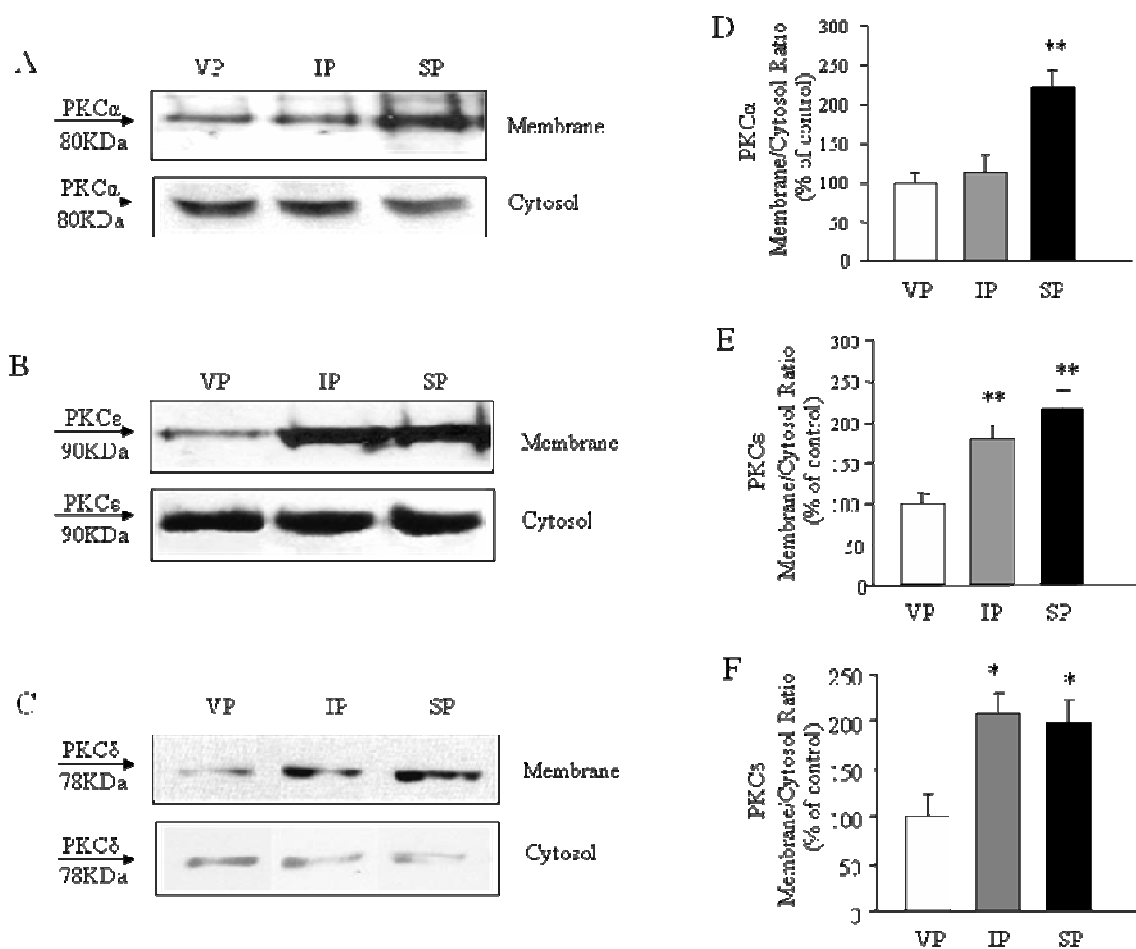 A
VP IP SP
PKCα
80KDa
Membrane
PKCα
80KDa
Cytosol
B
VP IP SP
PKCε
90KDa
Membrane
PKCε
90KDa
Cytosol
C
VP IP SP
PKCδ
78KDa
Membrane
PKCδ
78KDa
Cytosol
D
PKCα
Membrane/Cytosol Ratio
(% of control)
300
250
200
150
100
50
0
**
VP IP SP
E
PKCε
Membrane/Cytosol Ratio
(% of control)
300
250
200
150
100
50
0
** **
VP IP SP
F
PKCs
Membrane/Cytosol Ratio
(% of control)
250
200
150
100
50
0
* *
VP IP SP